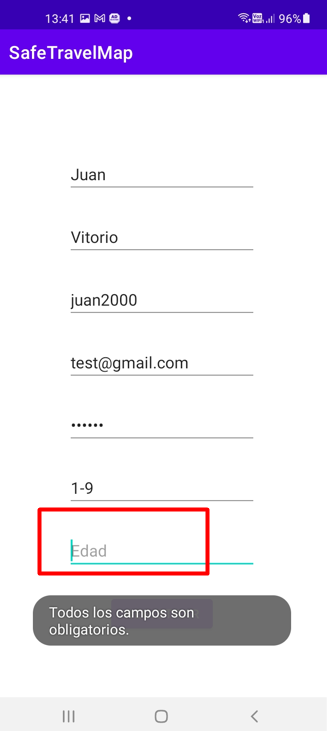 13:41 96%
SafeTravelMap
Juan
Vitorio
juan2000
test@gmail.com
••••••
1-9
Edad
Todos los campos son
obligatorios.